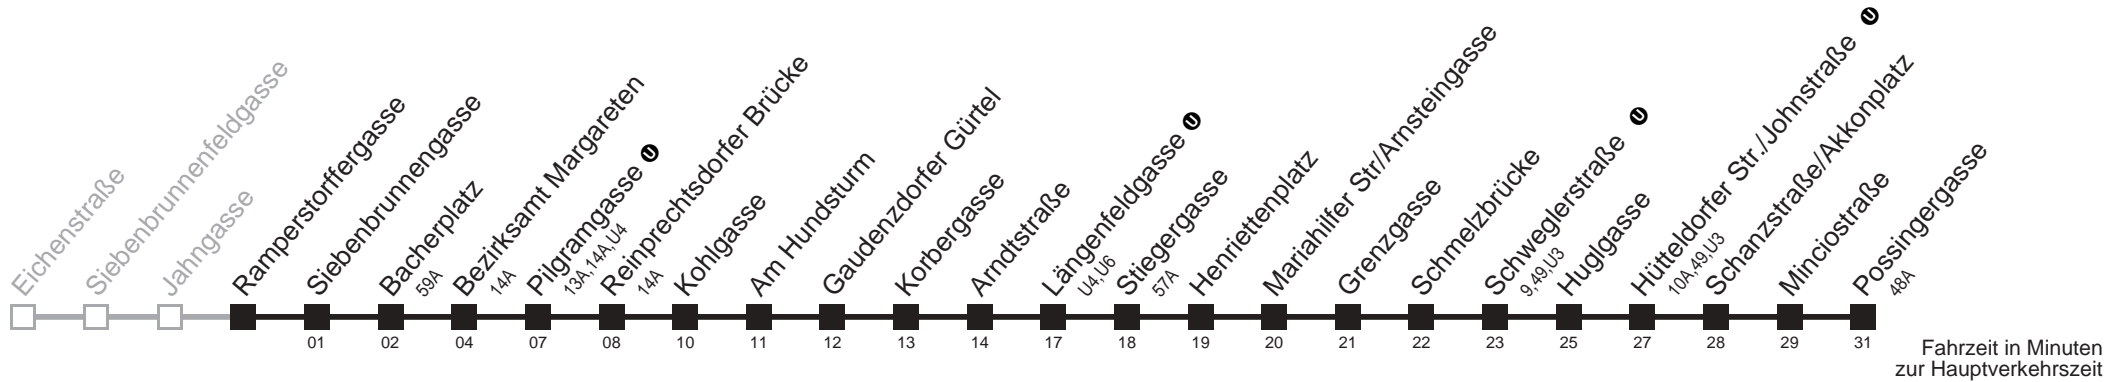 Eichenstraße
Siebenbrunnenfeldgasse
Jahngasse
Ramperstoffergasse
Siebenbrunnengasse
Bacherplatz
59A
Bezirksamt Margareten
14A
Pilgramgasse U
13A,14A,U4
Reinprechtsdorfer Brücke
14A
Kohlgasse
Am Hundsturm
Gaudenzdorfer Gürtel
Korbergasse
Arndtstraße
Längenfeldgasse U
U4,U6
Stiegergasse
57A
Henriettenplatz
Mariahilfer Str/Arnsteingasse
Grenzgasse
Schmelzbrücke
Schweglerstraße U
9,49,U3
Huglgasse
Hütteldorfer Str./Johnstraße U
10A,49,U3
Schanzstraße/Akkonplatz
Minciostraße
Possingergasse
48A
01 02 04 07 08 10 11 12 13 14 17 18 19 20 21 22 23 25 27 28 29 31
Fahrzeit in Minuten
zur Hauptverkehrszeit